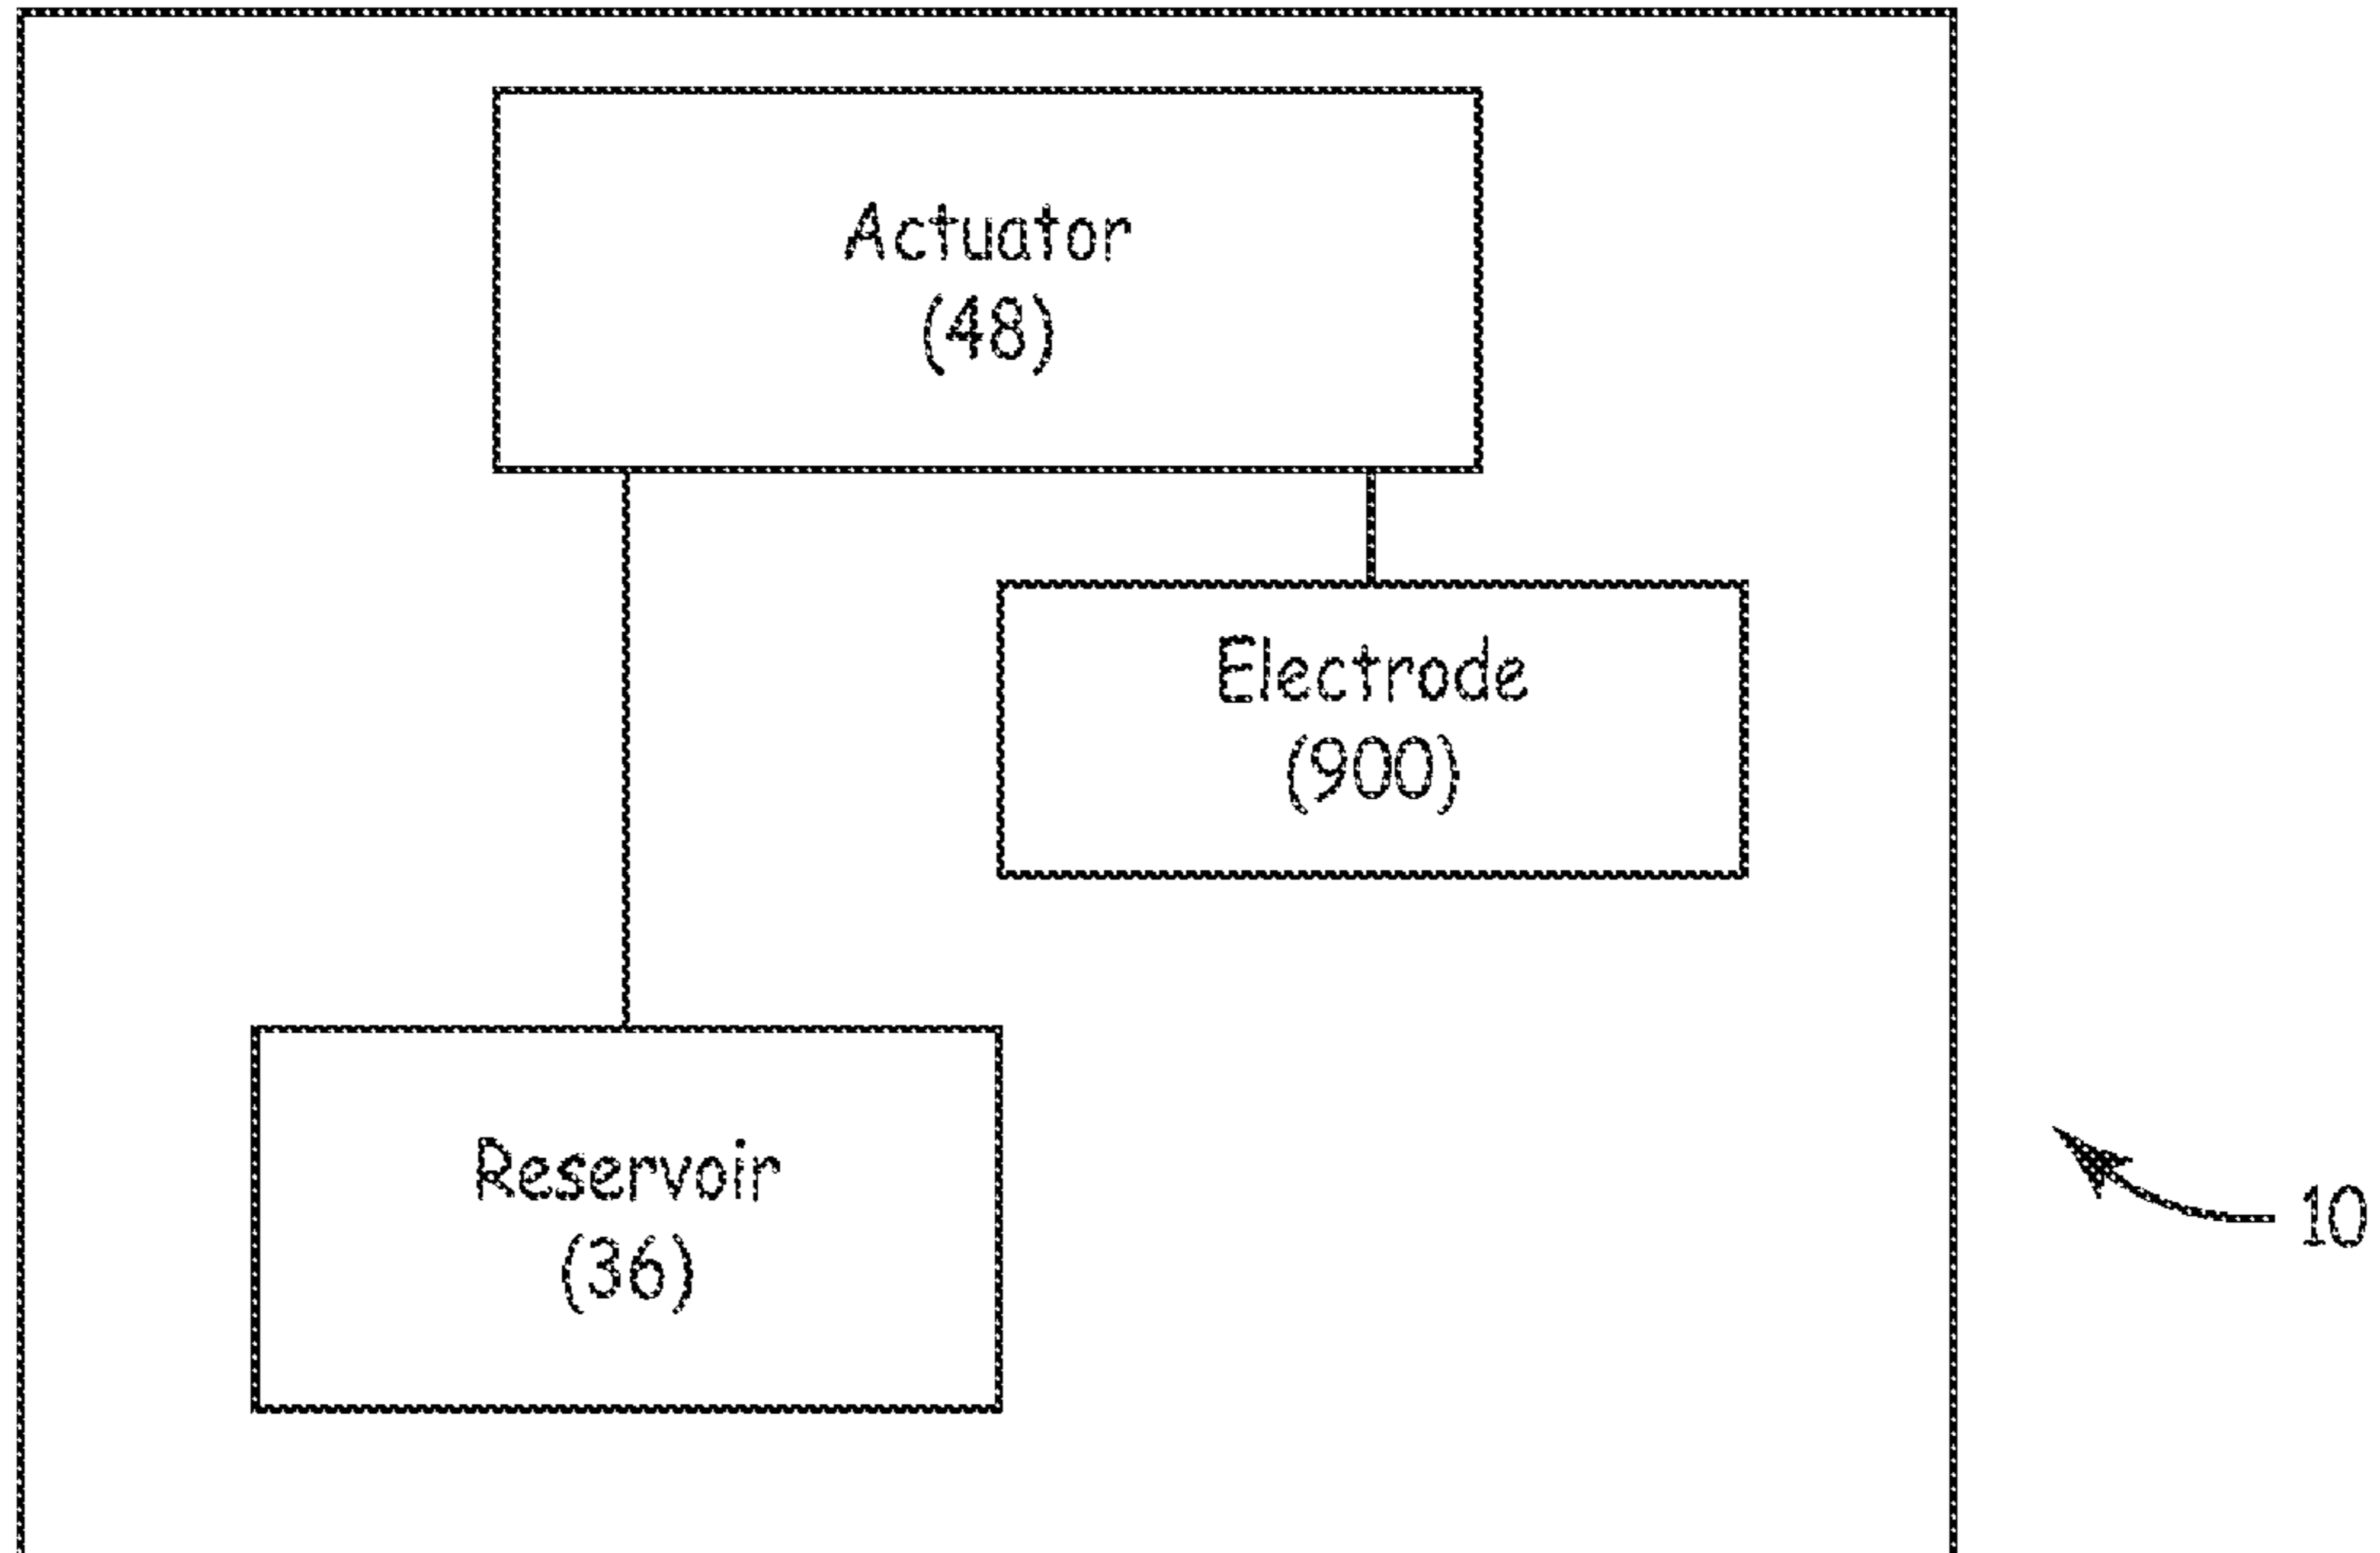 Actuator
(48)
Electrode
(900)
Reservoir
(36)
10